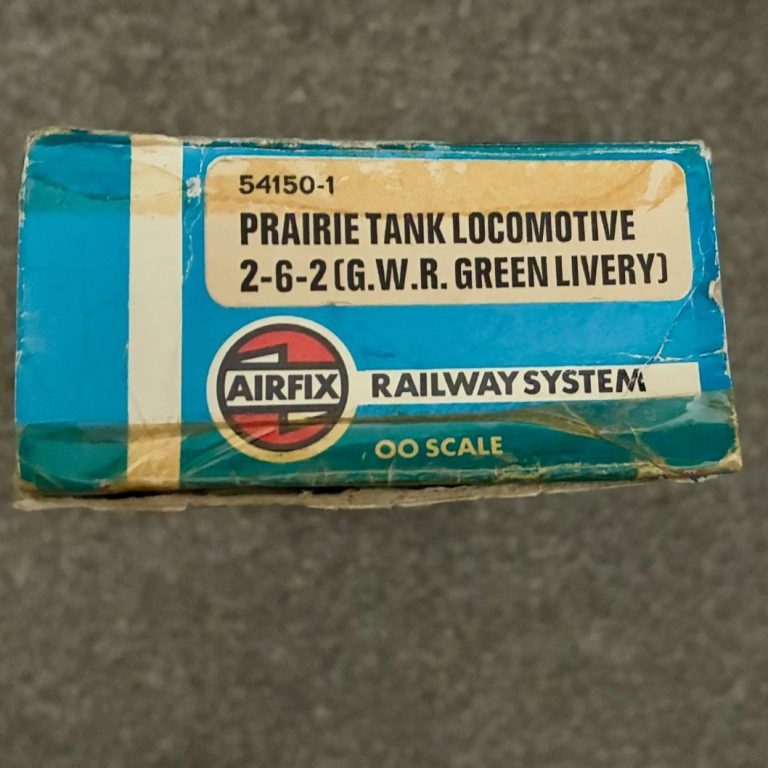 54150-1
PRAIRIE TANK LOCOMOTIVE
2-6-2 (G.W.R. GREEN LIVERY)
AIRFIX RAILWAY SYSTEM
OO SCALE